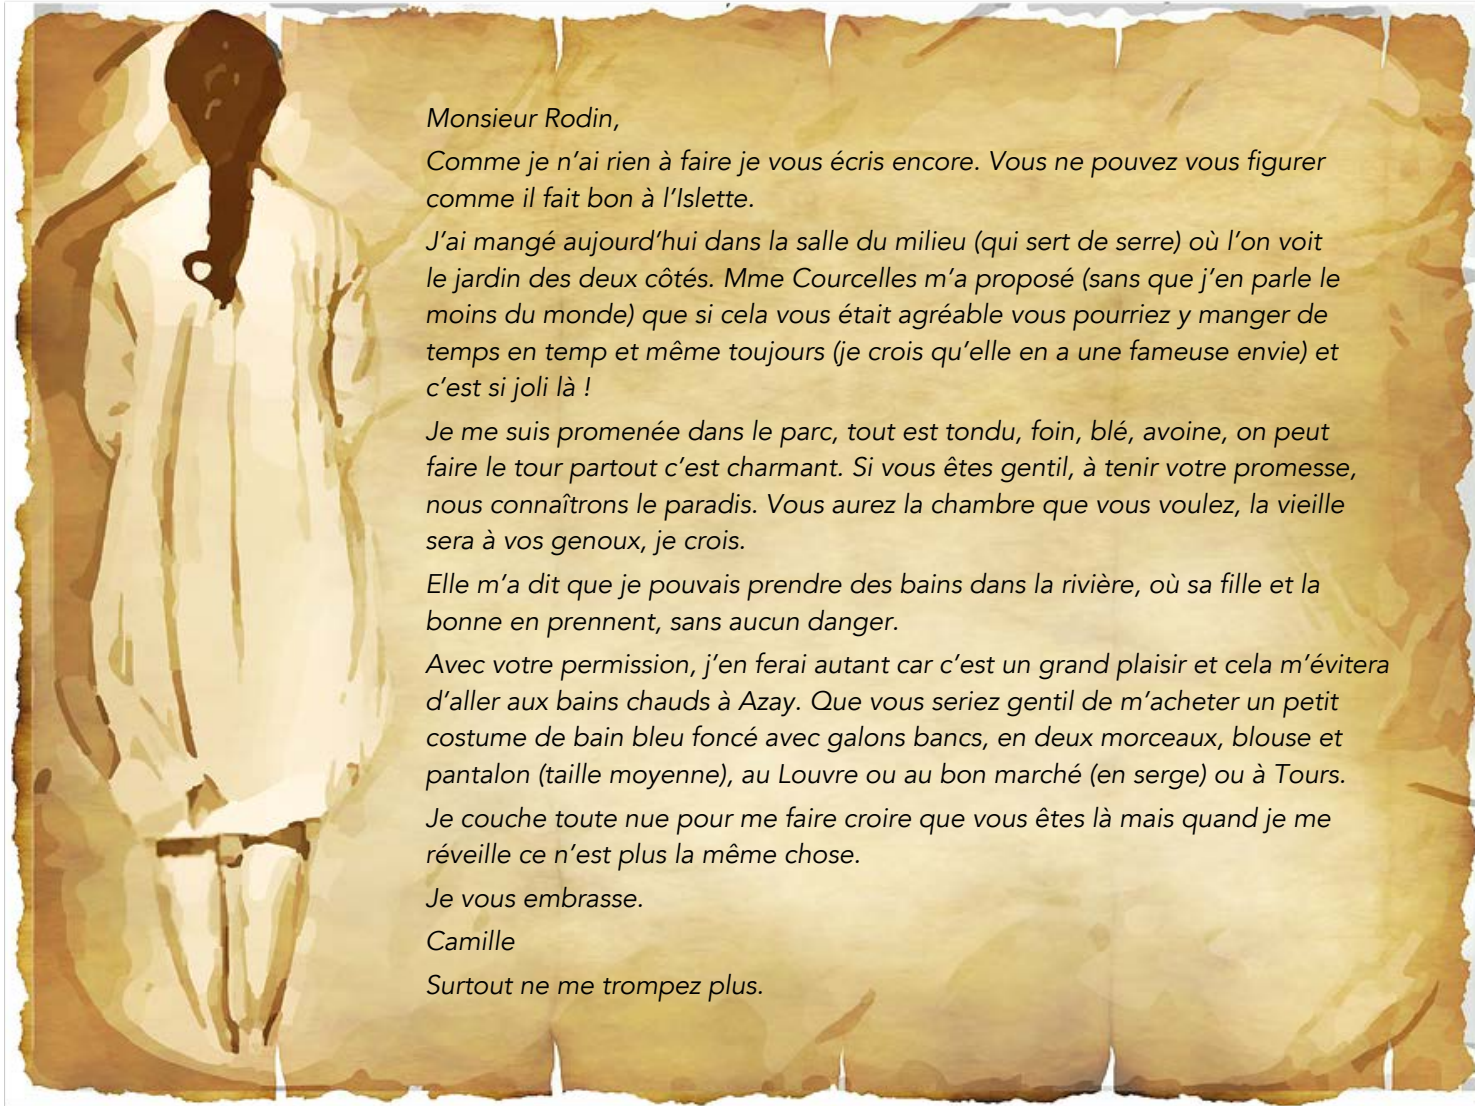 Monsieur Rodin,
Comme je n’ai rien à faire je vous écris encore. Vous ne pouvez vous figurer
comme il fait bon à l’Islette.
J’ai mangé aujourd’hui dans la salle du milieu (qui sert de serre) où l’on voit
le jardin des deux côtés. Mme Courcelles m’a proposé (sans que j’en parle le
moins du monde) que si cela vous était agréable vous pourriez y manger de
temps en temp et même toujours (je crois qu’elle en a une fameuse envie) et
c’est si joli là !
Je me suis promenée dans le parc, tout est tondu, foin, blé, avoine, on peut
faire le tour partout c’est charmant. Si vous êtes gentil, à tenir votre promesse,
nous connaîtrons le paradis. Vous aurez la chambre que vous voulez, la vieille
sera à vos genoux, je crois.
Elle m’a dit que je pouvais prendre des bains dans la rivière, où sa fille et la
bonne en prennent, sans aucun danger.
Avec votre permission, j’en ferai autant car c’est un grand plaisir et cela m’évitera
d’aller aux bains chauds à Azay. Que vous seriez gentil de m’acheter un petit
costume de bain bleu foncé avec galons bancs, en deux morceaux, blouse et
pantalon (taille moyenne), au Louvre ou au bon marché (en serge) ou à Tours.
Je couche toute nue pour me faire croire que vous êtes là mais quand je me
réveille ce n’est plus la même chose.
Je vous embrasse.
Camille
Surtout ne me trompez plus.